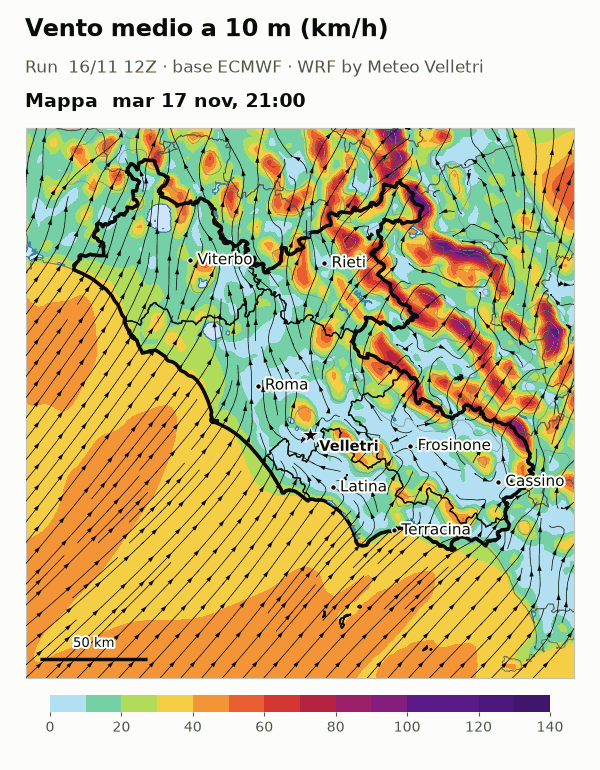 Vento medio a 10 m (km/h)
Run  16/11 12Z · base ECMWF · WRF by Meteo Velletri
Mappa  mar 17 nov, 21:00
Viterbo
Rieti
Roma
Velletri
Frosinone
Latina
Cassino
Terracina
50 km
0 20 40 60 80 100 120 140